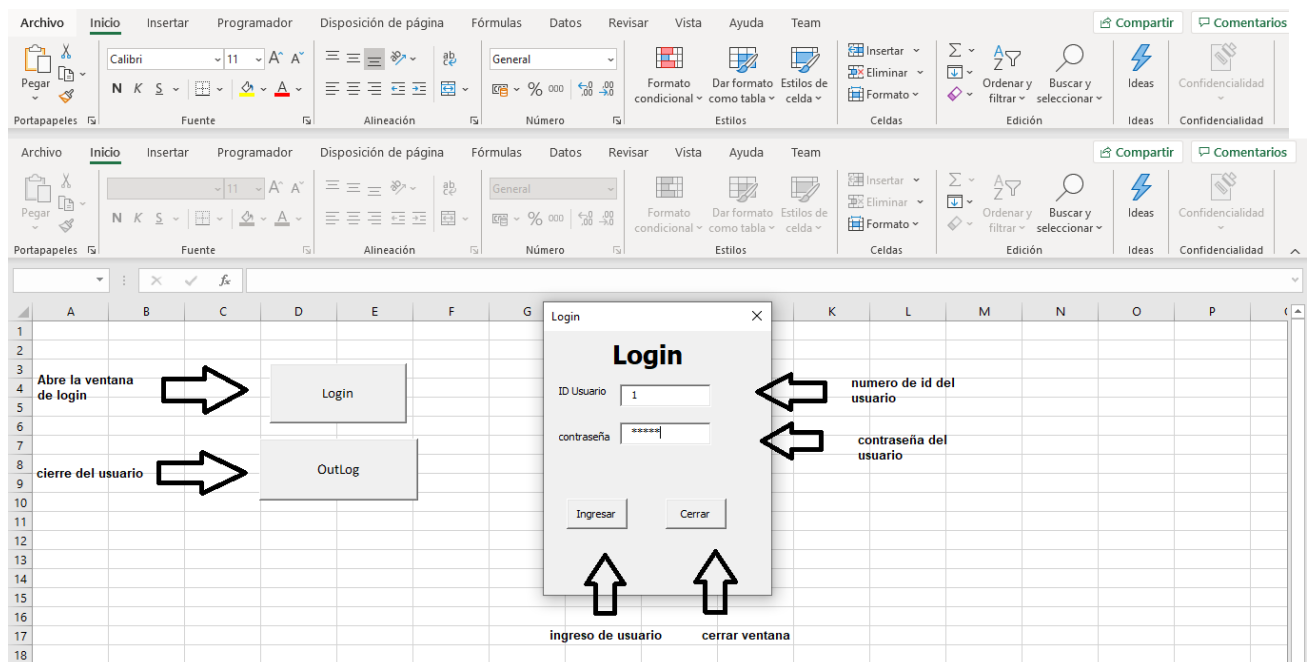 Archivo Inicio Insertar Programador Disposición de página Fórmulas Datos Revisar Vista Ayuda Team Compartir Comentarios
Calibri 11 A^ A˅ ab General Insertar
Pegar N K S A % 000 Formato condicional Dar formato como tabla Estilos de celda Eliminar Ordenar y filtrar Buscar y seleccionar Ideas Confidencialidad
Formato
Portapapeles Fuente Alineación Número Estilos Celdas Edición Ideas Confidencialidad
Archivo Inicio Insertar Programador Disposición de página Fórmulas Datos Revisar Vista Ayuda Team Compartir Comentarios
11 A^ A˅ ab General Insertar
Pegar N K S A % 000 Formato condicional Dar formato como tabla Estilos de celda Eliminar Ordenar y filtrar Buscar y seleccionar Ideas Confidencialidad
Formato
Portapapeles Fuente Alineación Número Estilos Celdas Edición Ideas Confidencialidad
fx
A B C D E F G K L M N O P
1
2
3
4
5
6
7
8
9
10
11
12
13
14
15
16
17
18
Abre la ventana
de login
Login
cierre del usuario
OutLog
Login
Login
ID Usuario 1
contraseña *****
Ingresar Cerrar
numero de id del
usuario
contraseña del
usuario
ingreso de usuario cerrar ventana